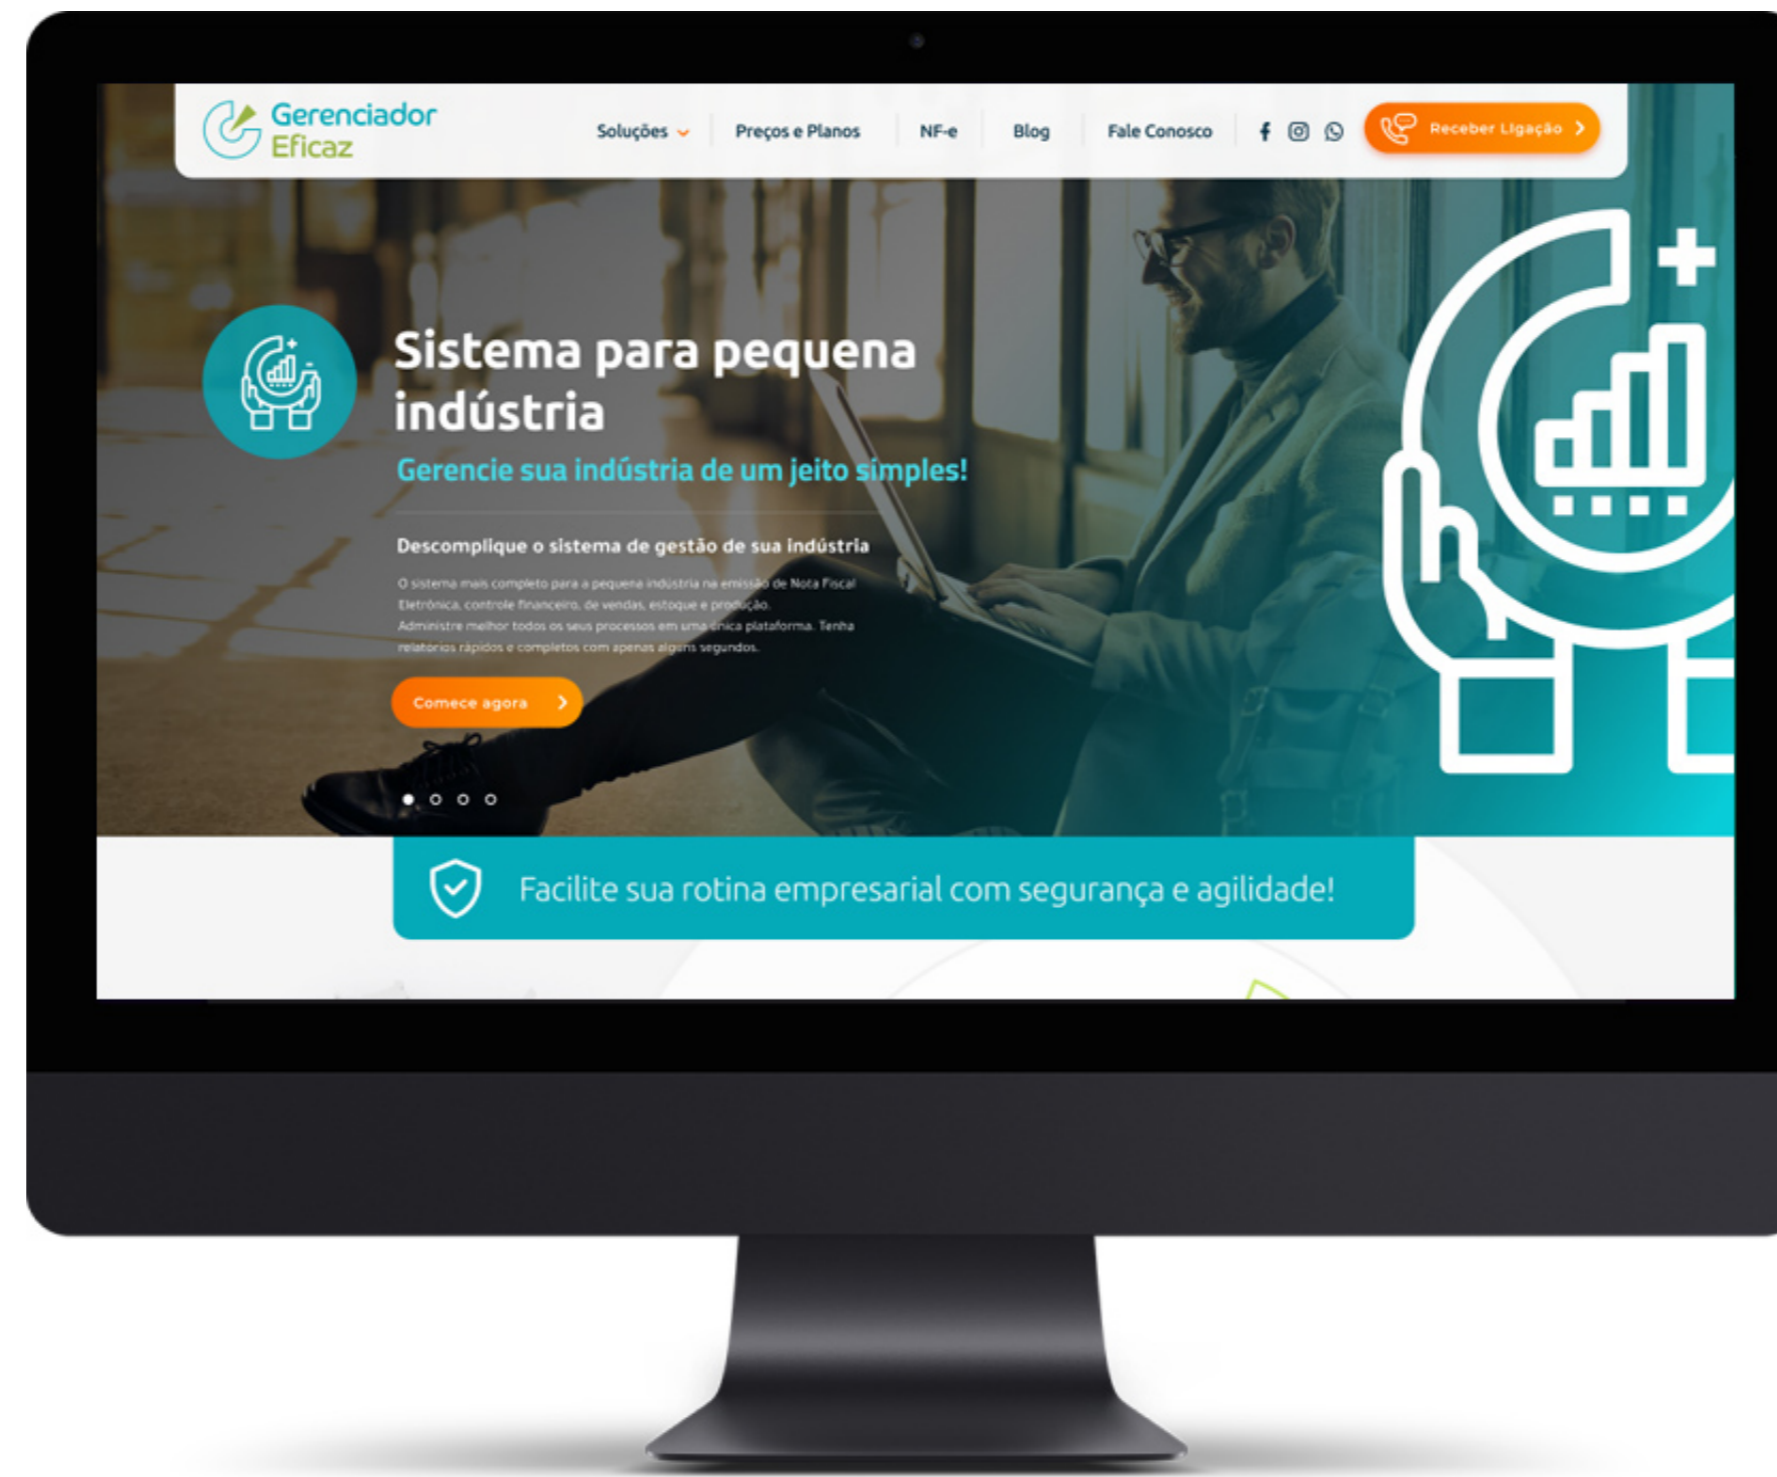 Gerenciador
Eficaz
Soluções
Preços e Planos
NF-e
Blog
Fale Conosco
Receber Ligação
Sistema para pequena
indústria
Gerencie sua indústria de um jeito simples!
Descomplique o sistema de gestão de sua indústria
O sistema mais completo para a pequena indústria na emissão de Nota Fiscal
Eletrônica, controle financeiro, de vendas, estoque e produção.
Administre melhor todos os seus processos em uma única plataforma. Tenha
relatórios rápidos e completos com apenas alguns segundos.
Comece agora
Facilite sua rotina empresarial com segurança e agilidade!